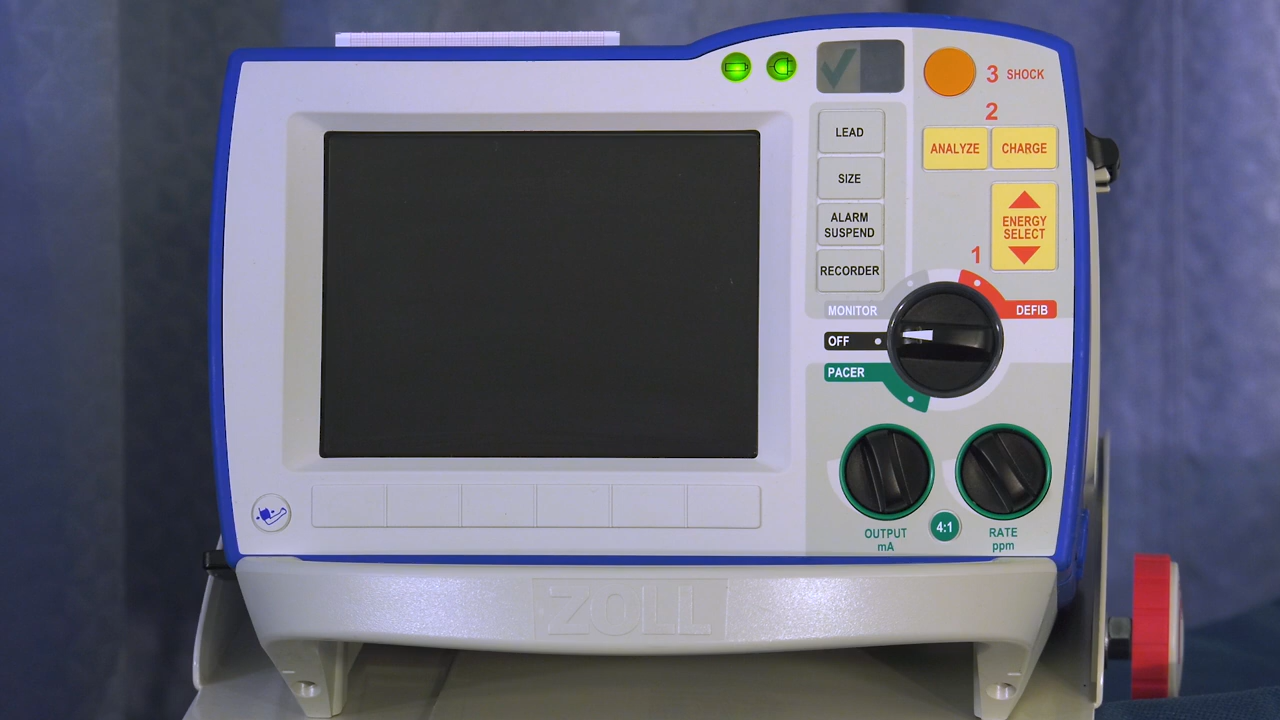 3 SHOCK
2
ANALYZE
CHARGE
LEAD
SIZE
ALARM
SUSPEND
RECORDER
ENERGY
SELECT
1
MONITOR
DEFIB
OFF
PACER
OUTPUT
mA
4:1
RATE
ppm
ZOLL